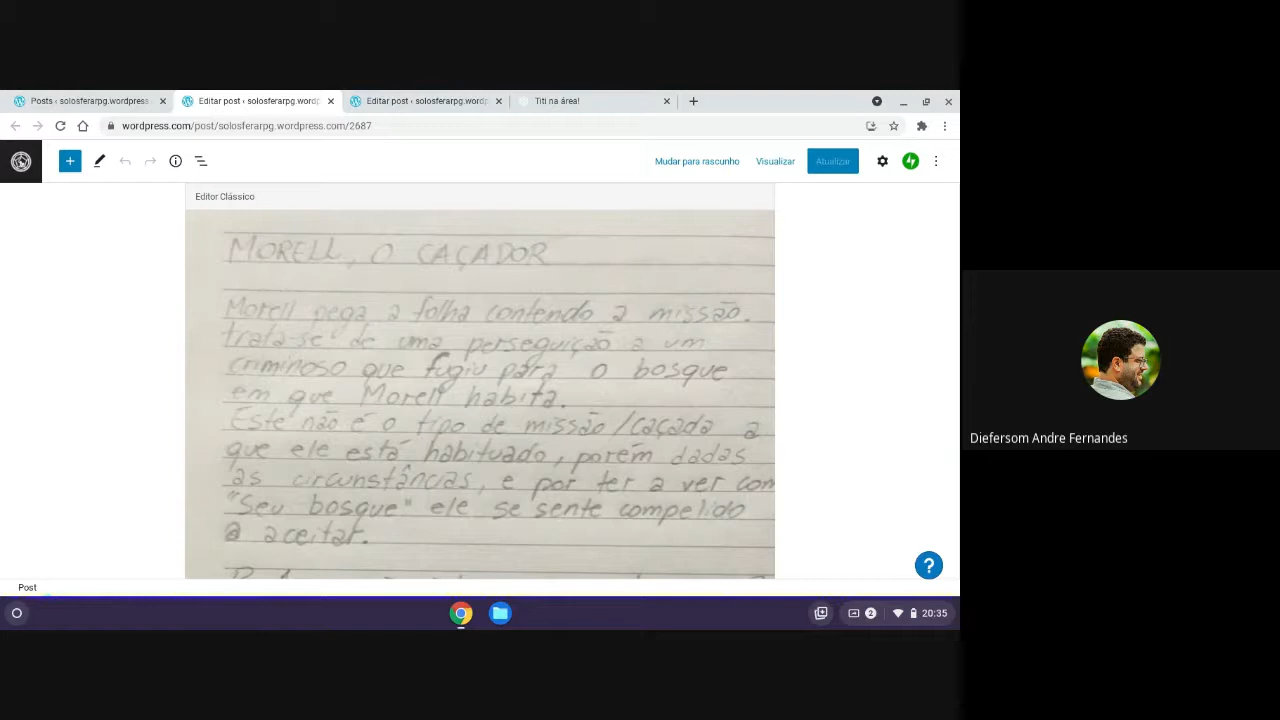 Posts ‹ solosferarpg.wordpress
Editar post ‹ solosferarpg.wordp
Editar post ‹ solosferarpg.wordp
Titi na área!
wordpress.com/post/solosferarpg.wordpress.com/2687
Mudar para rascunho
Visualizar
Atualizar
Editor Clássico
MORELL, O CAÇADOR
Morell pega a folha contendo a missão.
trata-se de uma perseguição a um
criminoso que fugiu para o bosque
em que Morell habita.
Este não é o tipo de missão/caçada a
que ele está habituado, porém dadas
às circunstâncias, e por ter a ver com
"Seu bosque" ele se sente compelido
a aceitar.
Diefersom Andre Fernandes
Post
2
20:35